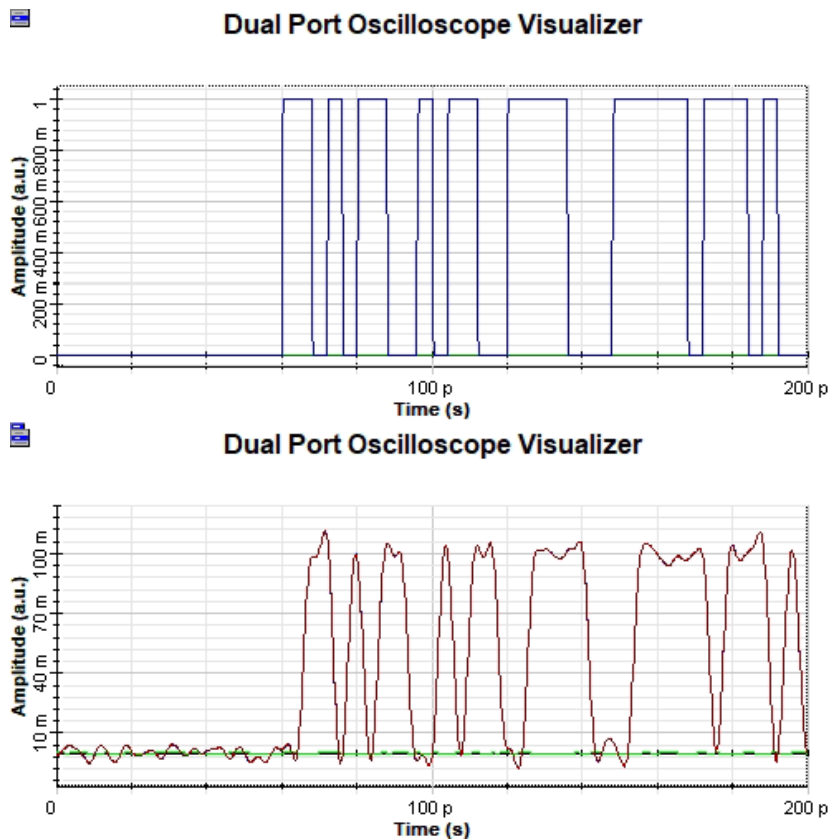 Dual Port Oscilloscope Visualizer
Amplitude (a.u.)
1
800 m
600 m
400 m
200 m
0
0 100 p 200 p
Time (s)
Dual Port Oscilloscope Visualizer
Amplitude (a.u.)
100 m
70 m
40 m
10 m
0 100 p 200 p
Time (s)